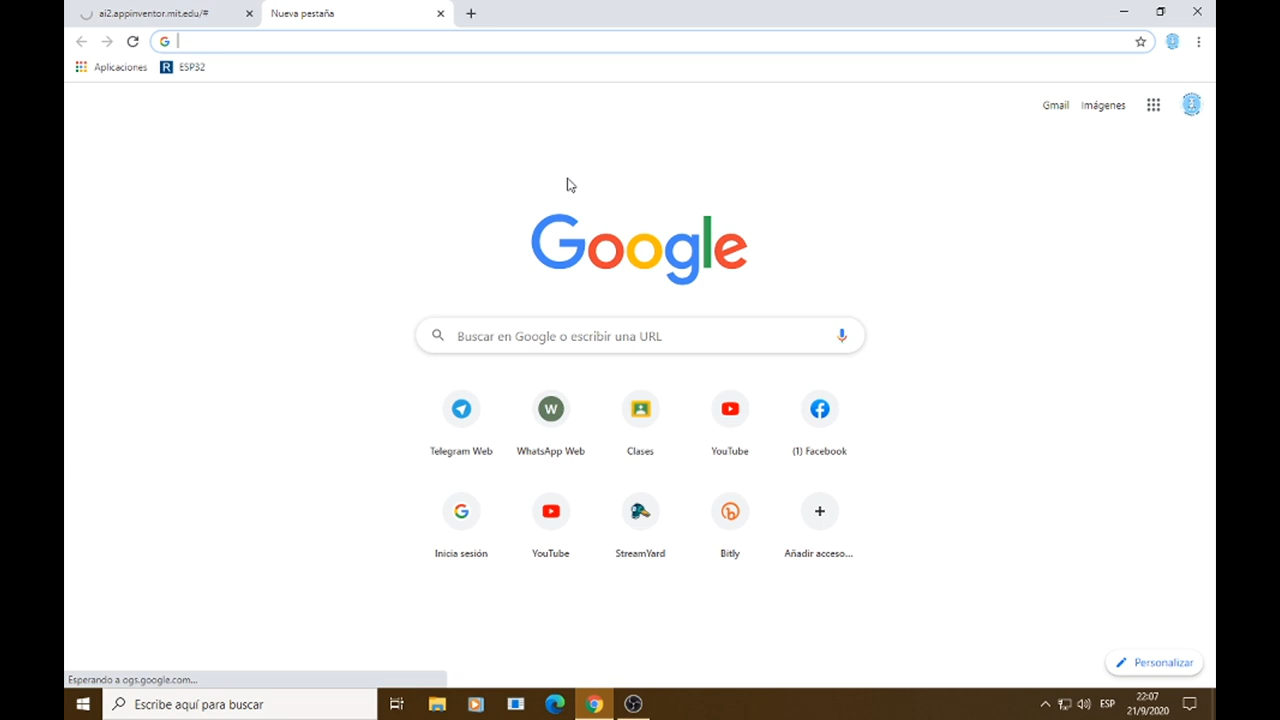 ai2.appinventor.mit.edu/#
Nueva pestaña
Aplicaciones
ESP32
Gmail
Imágenes
Google
Buscar en Google o escribir una URL
Telegram Web
W
WhatsApp Web
Clases
YouTube
(1) Facebook
Inicia sesión
YouTube
StreamYard
Bitly
Añadir acceso...
Personalizar
Esperando a ogs.google.com...
Escribe aquí para buscar
ESP
22:07
21/9/2020